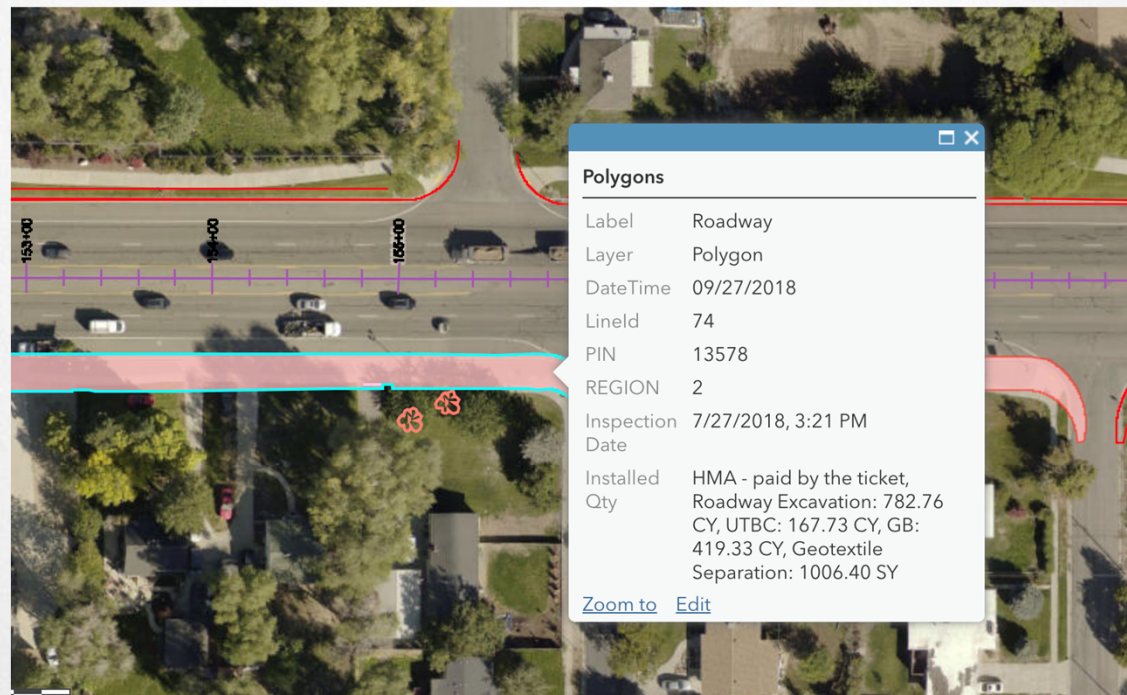 Polygons
Label Roadway
Layer Polygon
DateTime 09/27/2018
LineId 74
PIN 13578
REGION 2
Inspection Date 7/27/2018, 3:21 PM
Installed Qty HMA - paid by the ticket,
Roadway Excavation: 782.76
CY, UTBC: 167.73 CY, GB:
419.33 CY, Geotextile
Separation: 1006.40 SY
Zoom to Edit
153+00
154+00
155+00